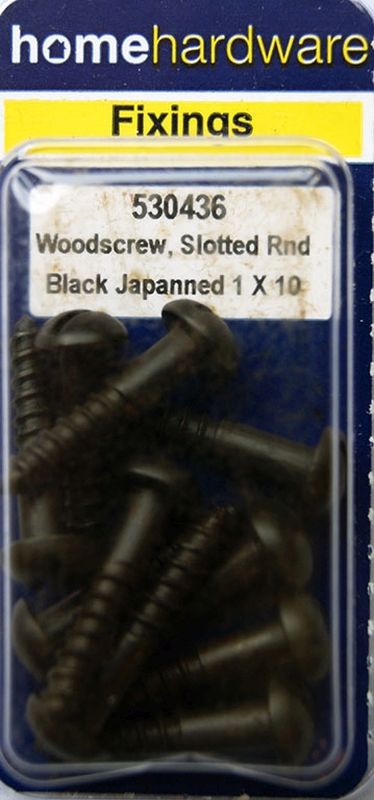 homehardware
Fixings
530436
Woodscrew, Slotted Rnd
Black Japanned 1 X 10